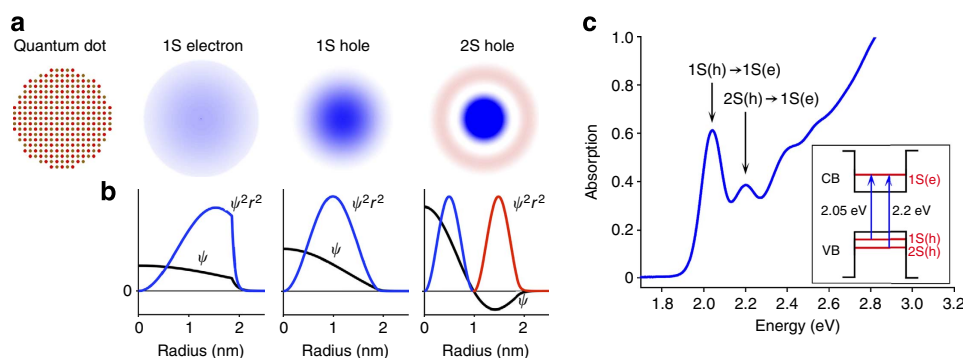 a
Quantum dot
1S electron
1S hole
2S hole
b
ψ²r²
ψ
0
0
1
2
Radius (nm)
ψ²r²
ψ
0
1
2
Radius (nm)
ψ²r²
ψ
0
1
2
Radius (nm)
c
1.0
0.8
0.6
0.4
0.2
0
Absorption
1S(h)→1S(e)
2S(h)→1S(e)
CB
1S(e)
2.05 eV
2.2 eV
VB
1S(h)
2S(h)
1.8
2.0
2.2
2.4
2.6
2.8
3.0
3.2
Energy (eV)